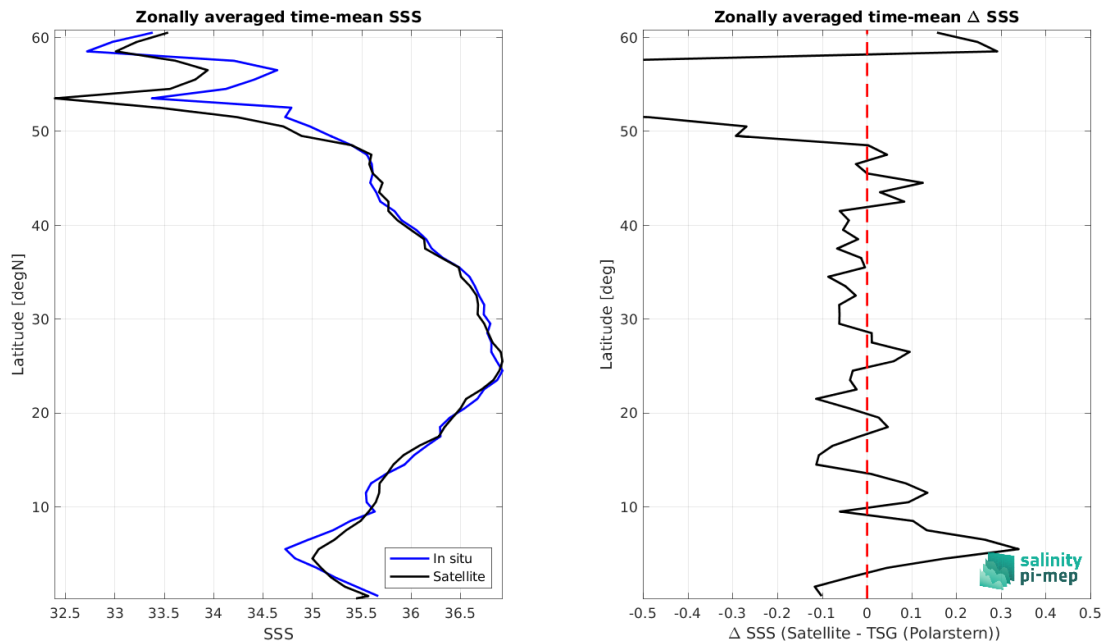 Zonally averaged time-mean SSS
60
50
40
30
20
10
Latitude [degN]
32.5 33 33.5 34 34.5 35 35.5 36 36.5
SSS
In situ
Satellite
Zonally averaged time-mean Δ SSS
60
50
40
30
20
10
Latitude [deg]
-0.5 -0.4 -0.3 -0.2 -0.1 0 0.1 0.2 0.3 0.4 0.5
Δ SSS (Satellite - TSG (Polarstern))
salinity
pi-mep